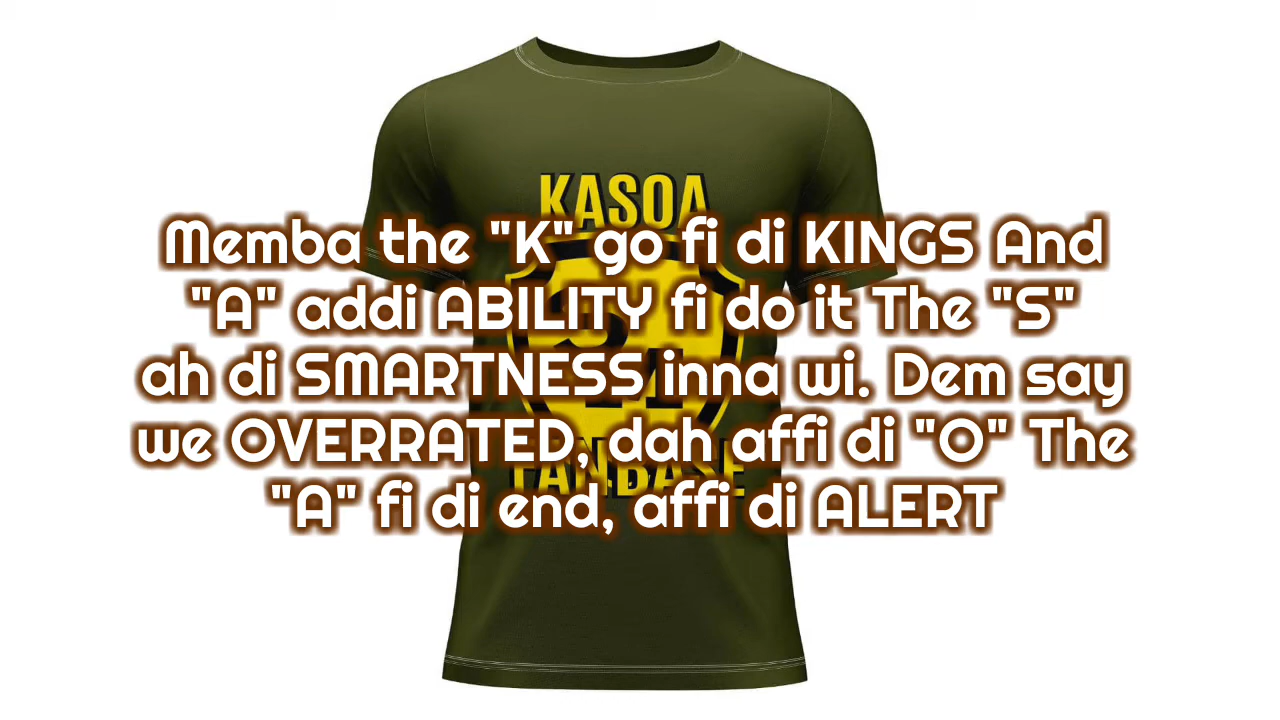 KASOA
Memba the "K" go fi di KINGS And
"A" addi ABILITY fi do it The "S"
ah di SMARTNESS inna wi. Dem say
we OVERRATED, dah affi di "O" The
FANBASE
"A" fi di end, affi di ALERT